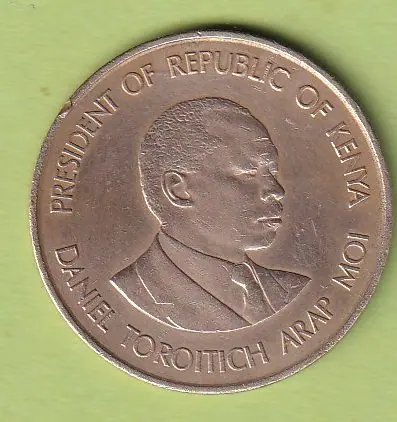 PRESIDENT OF REPUBLIC OF KENYA
DANIEL TOROITICH ARAP MOI